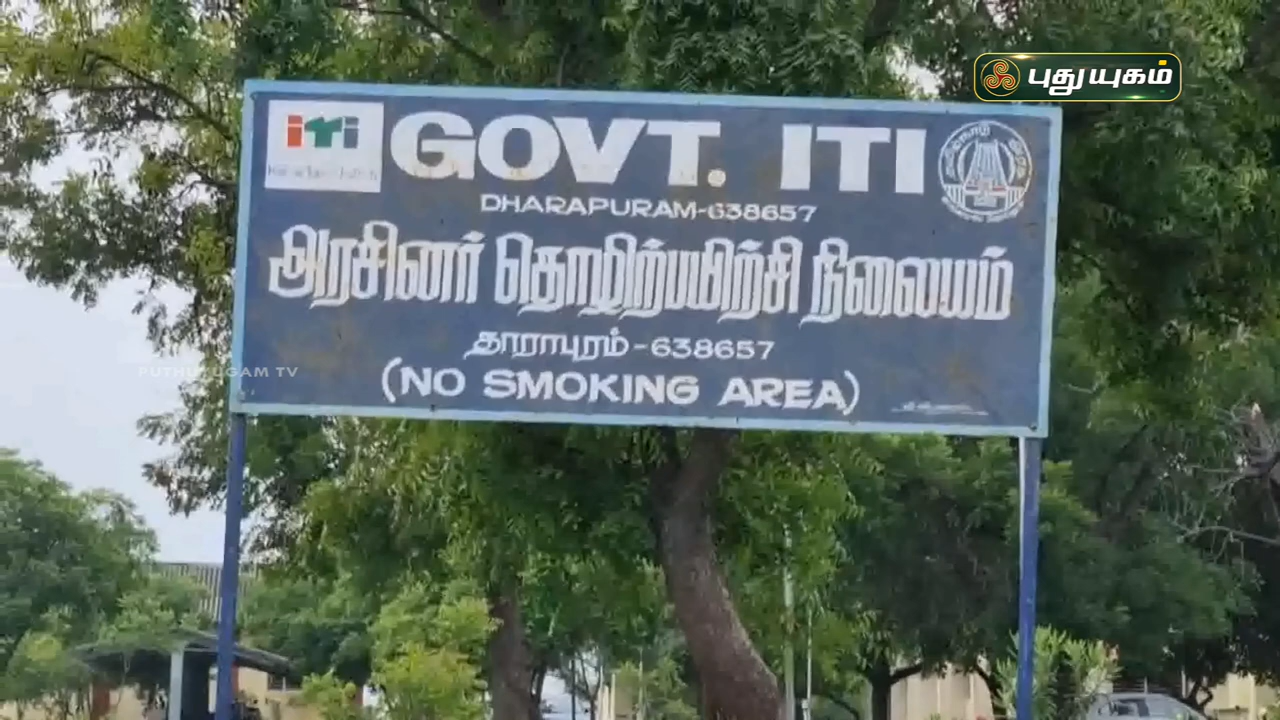 புதுயுகம்
iTi
GOVT. ITI
DHARAPURAM-638657
அரசினர் தொழிற்பயிற்சி நிலையம்
தாராபுரம்-638657
PUTHUYUGAM TV
(NO SMOKING AREA)